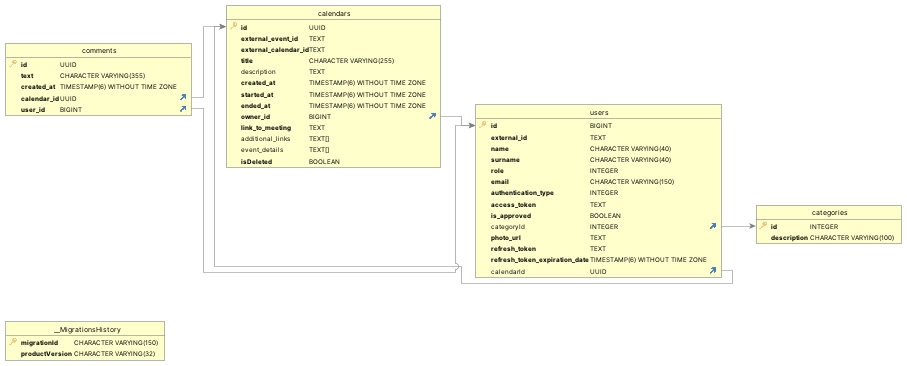 calendars
id UUID
external_event_id TEXT
external_calendar_id TEXT
title CHARACTER VARYING(255)
description TEXT
created_at TIMESTAMP(6) WITHOUT TIME ZONE
started_at TIMESTAMP(6) WITHOUT TIME ZONE
ended_at TIMESTAMP(6) WITHOUT TIME ZONE
owner_id BIGINT
link_to_meeting TEXT
additional_links TEXT[]
event_details TEXT[]
isDeleted BOOLEAN
comments
id UUID
text CHARACTER VARYING(355)
created_at TIMESTAMP(6) WITHOUT TIME ZONE
calendar_id UUID
user_id BIGINT
users
id BIGINT
external_id TEXT
name CHARACTER VARYING(40)
surname CHARACTER VARYING(40)
role INTEGER
email CHARACTER VARYING(150)
authentication_type INTEGER
access_token TEXT
is_approved BOOLEAN
categoryId INTEGER
photo_url TEXT
refresh_token TEXT
refresh_token_expiration_date TIMESTAMP(6) WITHOUT TIME ZONE
calendarId UUID
categories
id INTEGER
description CHARACTER VARYING(100)
__MigrationsHistory
migrationId CHARACTER VARYING(150)
productVersion CHARACTER VARYING(32)